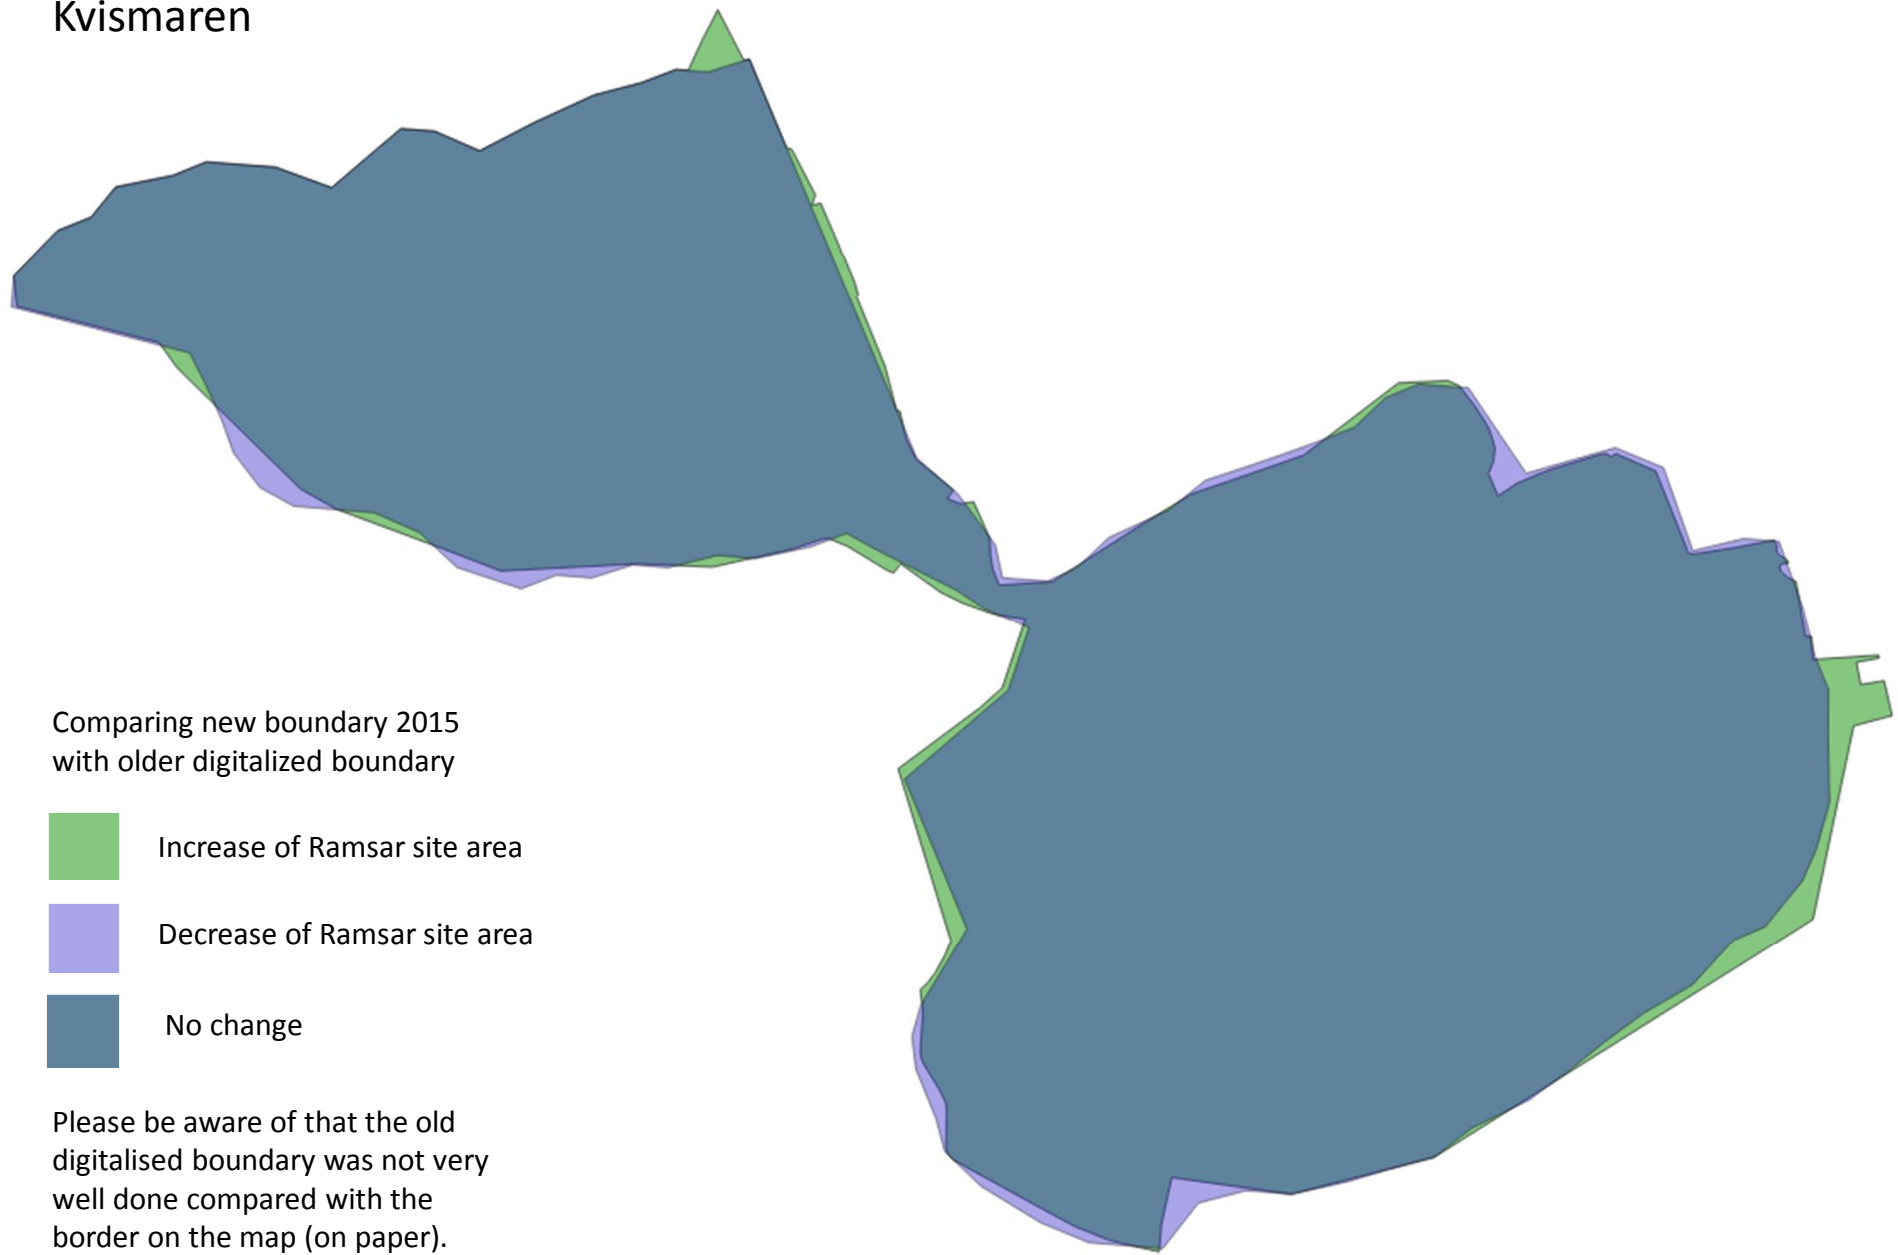 Kvismaren
Comparing new boundary 2015
with older digitalized boundary
Increase of Ramsar site area
Decrease of Ramsar site area
No change
Please be aware of that the old
digitalised boundary was not very
well done compared with the
border on the map (on paper).